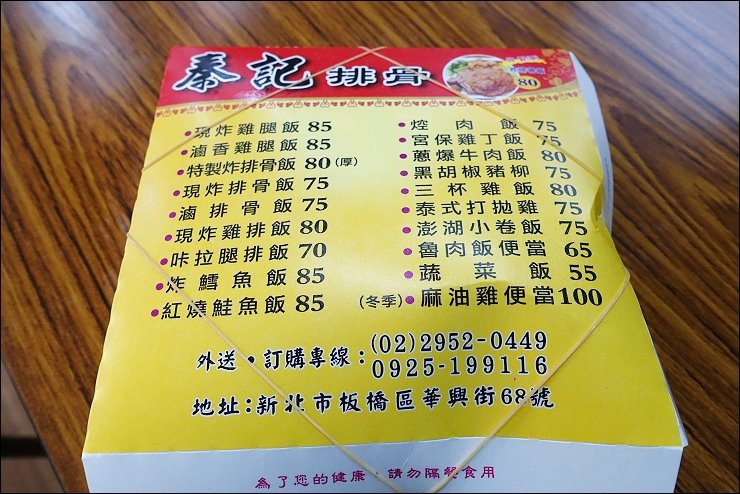 秦記排骨
80
•現炸雞腿飯 85
•滷香雞腿飯 85
•特製炸排骨飯 80 (厚)
•現炸排骨飯 75
•滷排骨飯 75
•現炸雞排飯 80
•咔拉腿排飯 70
•炸鱈魚飯 85
•紅燒鮭魚飯 85
•焢肉飯 75
•宮保雞丁飯 75
•蔥爆牛肉飯 80
•黑胡椒豬柳 75
•三杯雞飯 80
•泰式打拋雞 75
•澎湖小卷飯 75
•魯肉飯便當 65
•蔬菜飯 55
(冬季)•麻油雞便當100
外送•訂購專線:(02)2952-0449
0925-199116
地址:新北市板橋區華興街68號
為了您的健康，請勿隔餐食用